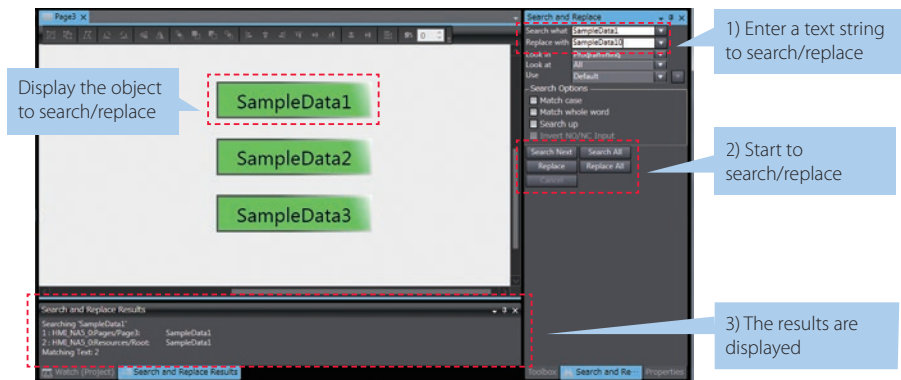 Page3 x
Search and Replace
Search what SampleData1
Replace with SampleData10
Look in
Look at All
Use Default
Search Options
Match case
Match whole word
Search up
Invert NO/NC Input
Search Next Search All
Replace Replace All
Cancel
0
1) Enter a text string
to search/replace
Display the object
to search/replace
SampleData1
SampleData2
SampleData3
2) Start to
search/replace
Search and Replace Results
Searching 'SampleData1'
1 : HMI_NA5_0:Pages/Page3: SampleData1
2 : HMI_NA5_0:Resources/Root: SampleData1
Matching Text: 2
3) The results are
displayed
Watch (Project) Search and Replace Results
Toolbox Search and Re··· Properties